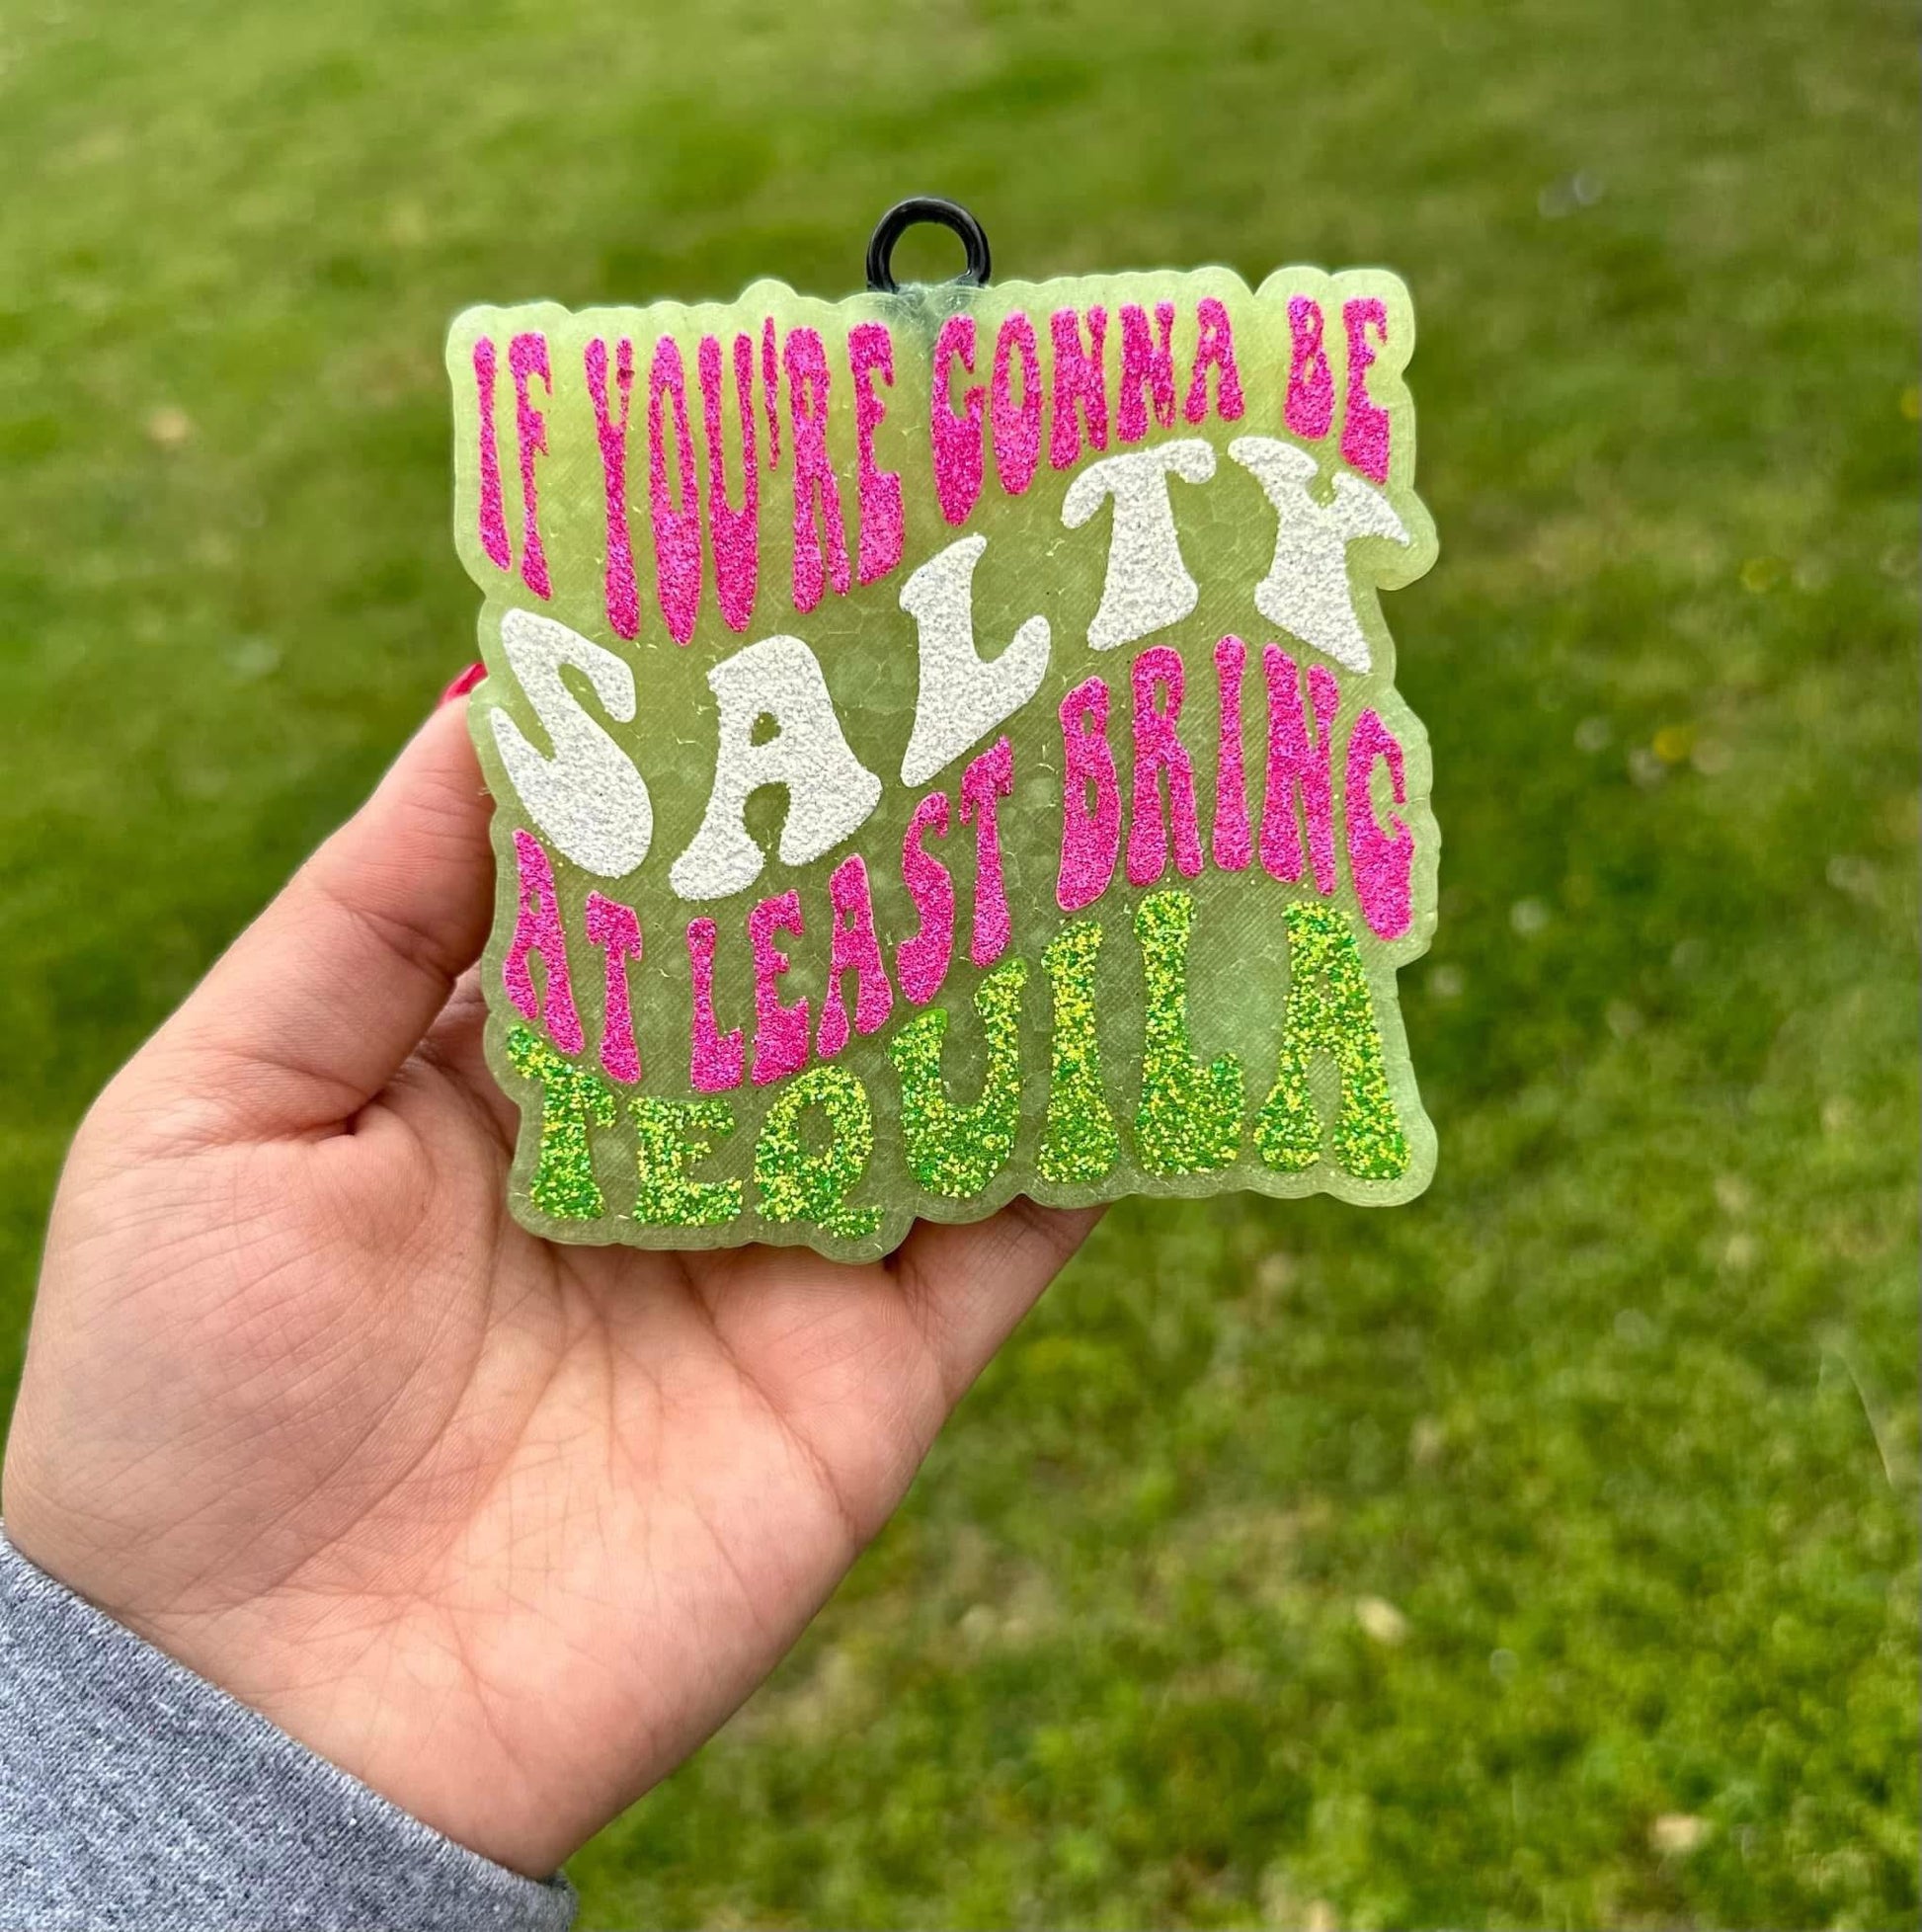 IF YOU'RE GONNA BE
SALTY
AT LEAST BRING
TEQUILA